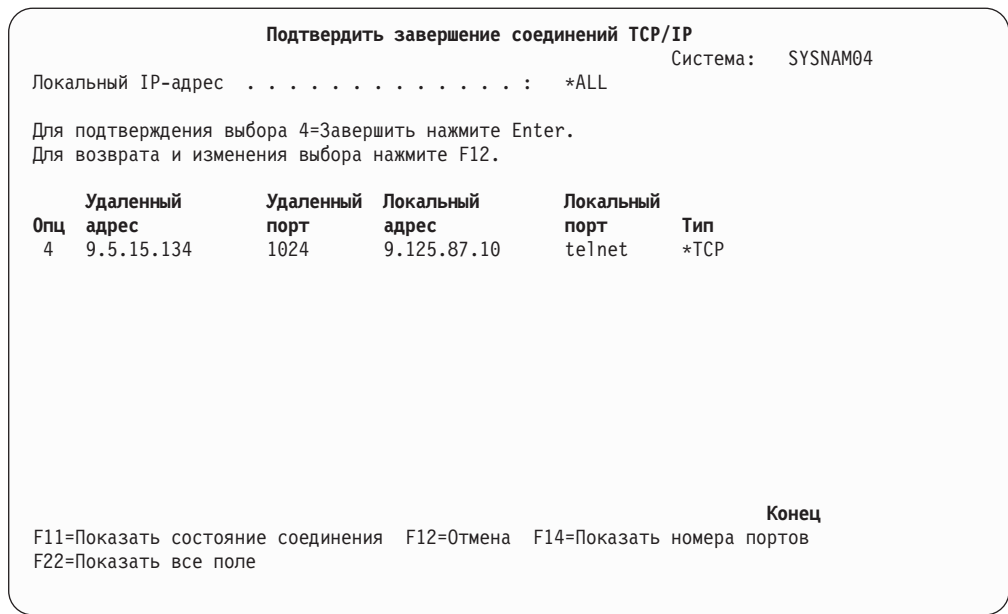 Подтвердить завершение соединений TCP/IP
Система: SYSNAM04
Локальный IP-адрес . . . . . . . . . . . . . : *ALL
Для подтверждения выбора 4=Завершить нажмите Enter.
Для возврата и изменения выбора нажмите F12.
Удаленный Удаленный Локальный Локальный
Опц адрес порт адрес порт Тип
4 9.5.15.134 1024 9.125.87.10 telnet *TCP
Конец
F11=Показать состояние соединения F12=Отмена F14=Показать номера портов
F22=Показать все поле